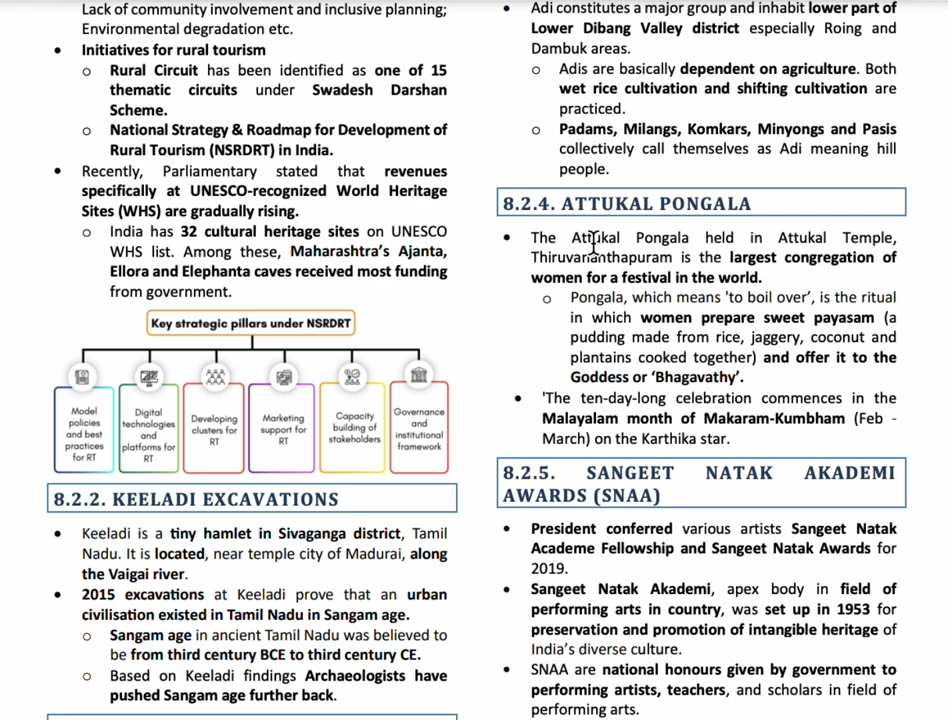 Lack of community involvement and inclusive planning;
Environmental degradation etc.
• Initiatives for rural tourism
o Rural Circuit has been identified as one of 15
thematic circuits under Swadesh Darshan
Scheme.
o National Strategy & Roadmap for Development of
Rural Tourism (NSRDRT) in India.
• Recently, Parliamentary stated that revenues
specifically at UNESCO-recognized World Heritage
Sites (WHS) are gradually rising.
o India has 32 cultural heritage sites on UNESCO
WHS list. Among these, Maharashtra's Ajanta,
Ellora and Elephanta caves received most funding
from government.
Key strategic pillars under NSRDRT
Model
policies
and best
practices
for RT
Digital
technologies
and
platforms for
RT
Developing
clusters for
RT
Marketing
support for
RT
Capacity
building of
stakeholders
Governance
and
institutional
framework
8.2.2. KEELADI EXCAVATIONS
• Keeladi is a tiny hamlet in Sivaganga district, Tamil
Nadu. It is located, near temple city of Madurai, along
the Vaigai river.
• 2015 excavations at Keeladi prove that an urban
civilisation existed in Tamil Nadu in Sangam age.
o Sangam age in ancient Tamil Nadu was believed to
be from third century BCE to third century CE.
o Based on Keeladi findings Archaeologists have
pushed Sangam age further back.
• Adi constitutes a major group and inhabit lower part of
Lower Dibang Valley district especially Roing and
Dambuk areas.
o Adis are basically dependent on agriculture. Both
wet rice cultivation and shifting cultivation are
practiced.
o Padams, Milangs, Komkars, Minyongs and Pasis
collectively call themselves as Adi meaning hill
people.
8.2.4. ATTUKAL PONGALA
• The Attukal Pongala held in Attukal Temple,
Thiruvananthapuram is the largest congregation of
women for a festival in the world.
o Pongala, which means 'to boil over', is the ritual
in which women prepare sweet payasam (a
pudding made from rice, jaggery, coconut and
plantains cooked together) and offer it to the
Goddess or 'Bhagavathy'.
• 'The ten-day-long celebration commences in the
Malayalam month of Makaram-Kumbham (Feb -
March) on the Karthika star.
8.2.5. SANGEET NATAK AKADEMI
AWARDS (SNAA)
• President conferred various artists Sangeet Natak
Academe Fellowship and Sangeet Natak Awards for
2019.
• Sangeet Natak Akademi, apex body in field of
performing arts in country, was set up in 1953 for
preservation and promotion of intangible heritage of
India's diverse culture.
• SNAA are national honours given by government to
performing artists, teachers, and scholars in field of
performing arts.